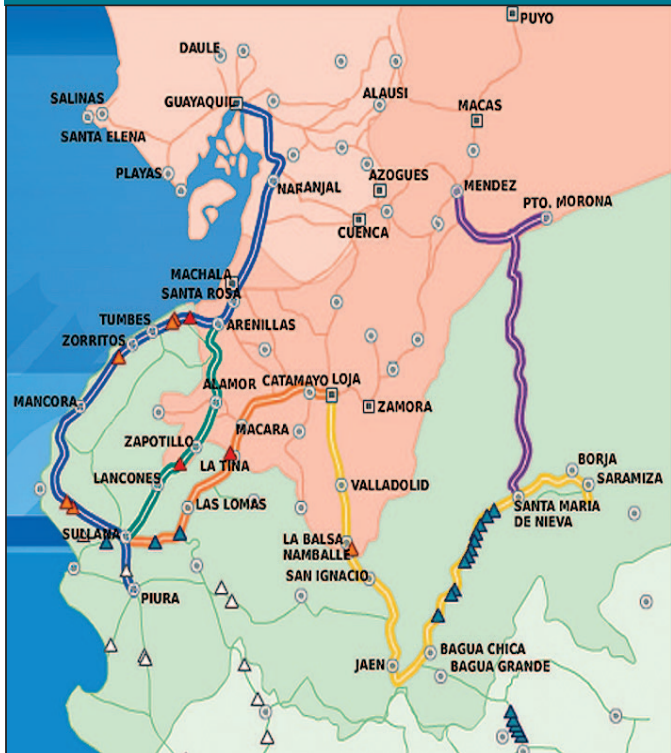 PUYO
DAULE
ALAUSI
SALINAS
GUAYAQUIL
MACAS
SANTA ELENA
PLAYAS
AZOGUES
NARANJAL
MENDEZ
PTO. MORONA
CUENCA
MACHALA
SANTA ROSA
TUMBES
ARENILLAS
ZORRITOS
ALAMOR
CATAMAYO
LOJA
MANCORA
ZAMORA
MACARA
ZAPOTILLO
LA TINA
BORJA
LANCONES
VALLADOLID
SARAMIZA
LAS LOMAS
SANTA MARIA
DE NIEVA
SULLANA
LA BALSA
NAMBALLE
SAN IGNACIO
PIURA
BAGUA CHICA
JAEN
BAGUA GRANDE